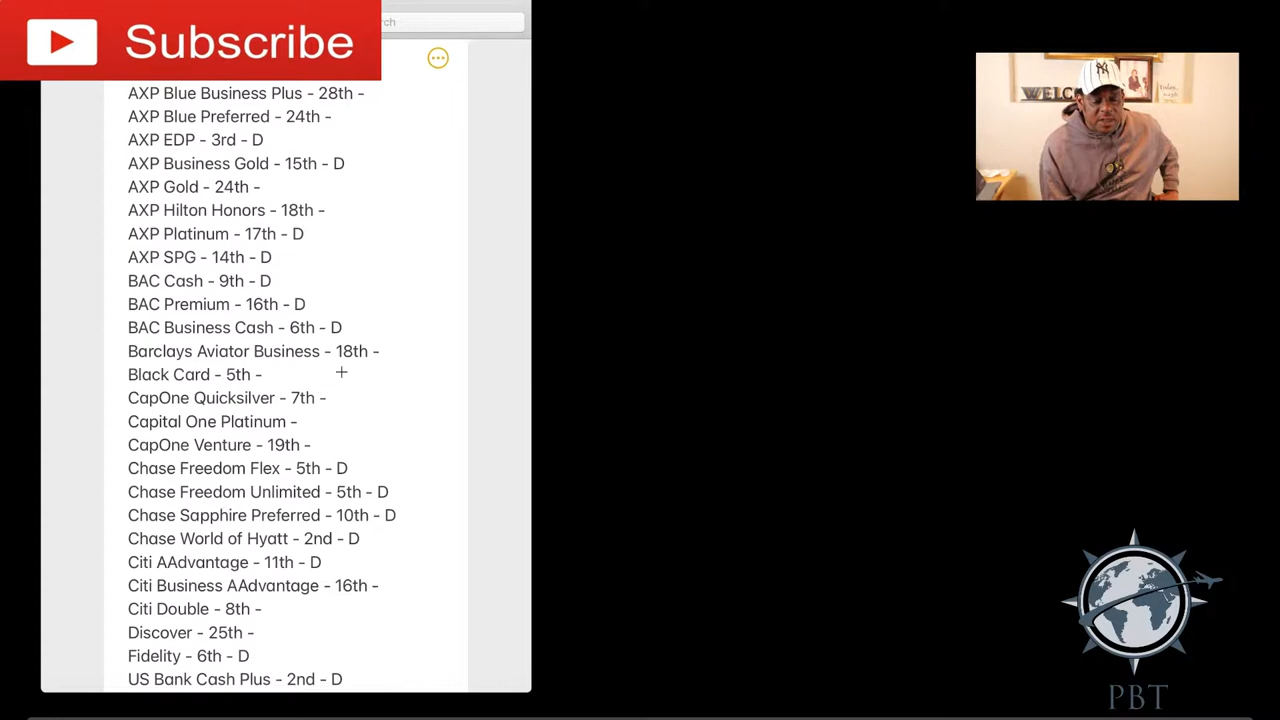 Subscribe
rch
AXP Blue Business Plus - 28th -
AXP Blue Preferred - 24th -
AXP EDP - 3rd - D
AXP Business Gold - 15th - D
AXP Gold - 24th -
AXP Hilton Honors - 18th -
AXP Platinum - 17th - D
AXP SPG - 14th - D
BAC Cash - 9th - D
BAC Premium - 16th - D
BAC Business Cash - 6th - D
Barclays Aviator Business - 18th -
Black Card - 5th -
CapOne Quicksilver - 7th -
Capital One Platinum -
CapOne Venture - 19th -
Chase Freedom Flex - 5th - D
Chase Freedom Unlimited - 5th - D
Chase Sapphire Preferred - 10th - D
Chase World of Hyatt - 2nd - D
Citi AAdvantage - 11th - D
Citi Business AAdvantage - 16th -
Citi Double - 8th -
Discover - 25th -
Fidelity - 6th - D
US Bank Cash Plus - 2nd - D
WELC
NY
PBT